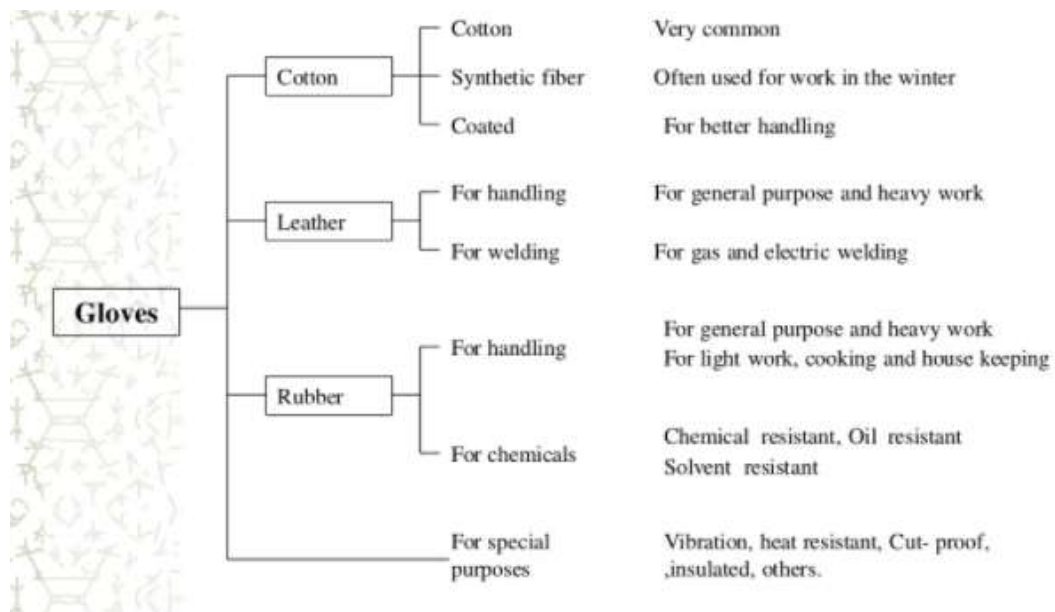 Cotton Very common
Cotton
Synthetic fiber Often used for work in the winter
Coated For better handling
For handling For general purpose and heavy work
Leather
For welding For gas and electric welding
Gloves
For general purpose and heavy work
For handling
For light work, cooking and house keeping
Rubber
Chemical resistant, Oil resistant
For chemicals
Solvent resistant
For special
purposes
Vibration, heat resistant, Cut- proof,
,insulated, others.